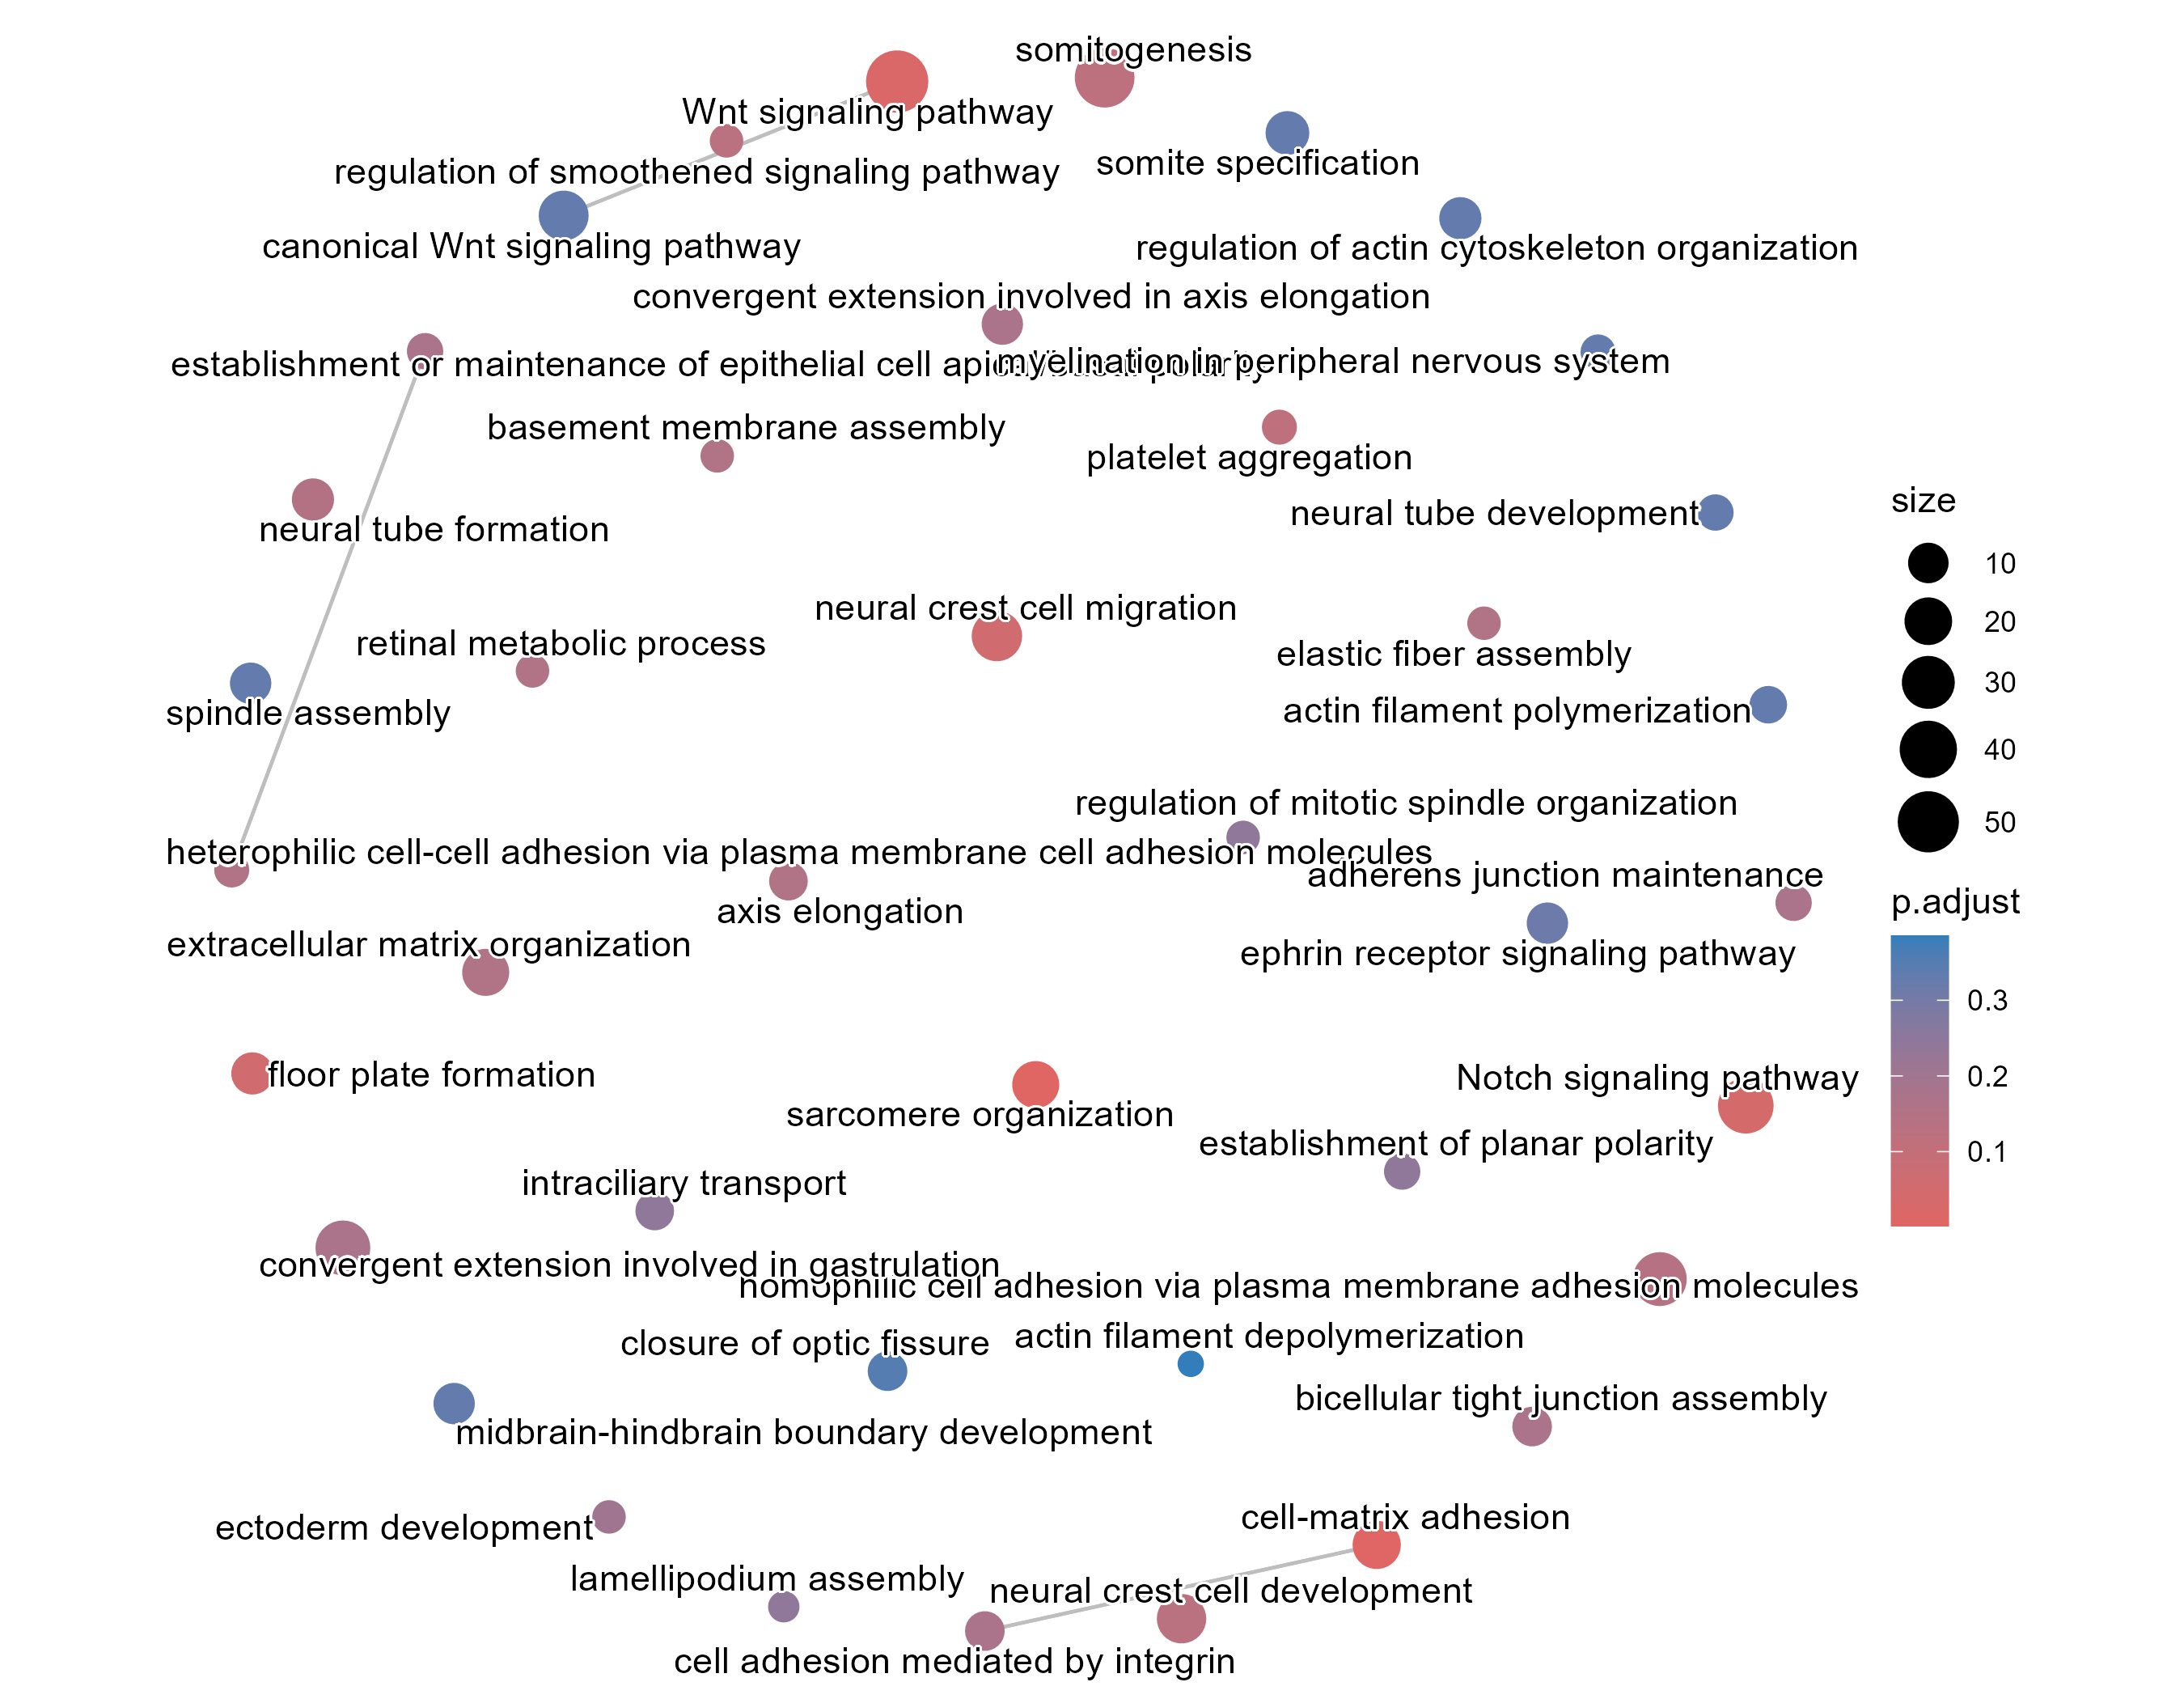 somitogenesis
Wnt signaling pathway
regulation of smoothened signaling pathway
somite specification
canonical Wnt signaling pathway
regulation of actin cytoskeleton organization
convergent extension involved in axis elongation
establishment or maintenance of epithelial cell
myelination in peripheral nervous system
basement membrane assembly
platelet aggregation
neural tube development
neural tube formation
neural crest cell migration
retinal metabolic process
elastic fiber assembly
spindle assembly
actin filament polymerization
regulation of mitotic spindle organization
heterophilic cell-cell adhesion via plasma membrane cell adhesion molecules
adherens junction maintenance
axis elongation
extracellular matrix organization
ephrin receptor signaling pathway
floor plate formation
Notch signaling pathway
sarcomere organization
establishment of planar polarity
intraciliary transport
convergent extension involved in gastrulation
homophilic cell adhesion via plasma membrane adhesion molecules
closure of optic fissure
actin filament depolymerization
bicellular tight junction assembly
midbrain-hindbrain boundary development
ectoderm development
cell-matrix adhesion
lamellipodium assembly
neural crest cell development
cell adhesion mediated by integrin
size
10
20
30
40
50
p.adjust
0.3
0.2
0.1